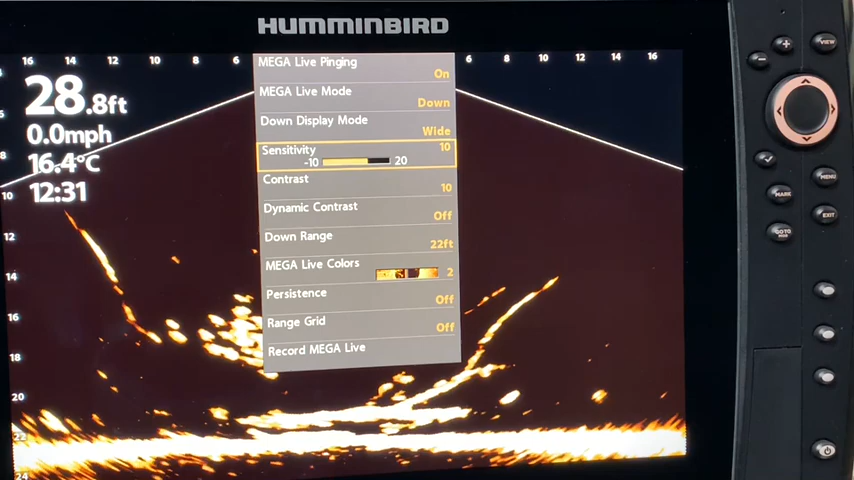 HUMMINBIRD
16 14 12 10 8 6 6 8 10 12 14 16
28.8ft
0.0mph
16.4°C
12:31
6
8
10
12
14
16
18
20
22
24
MEGA Live Pinging
On
MEGA Live Mode
Down
Down Display Mode
Wide
Sensitivity 10
-10 20
Contrast
10
Dynamic Contrast
Off
Down Range
22ft
MEGA Live Colors
2
Persistence
Off
Range Grid
Off
Record MEGA Live
+
VIEW
-
MENU
MARK
EXIT
GO TO